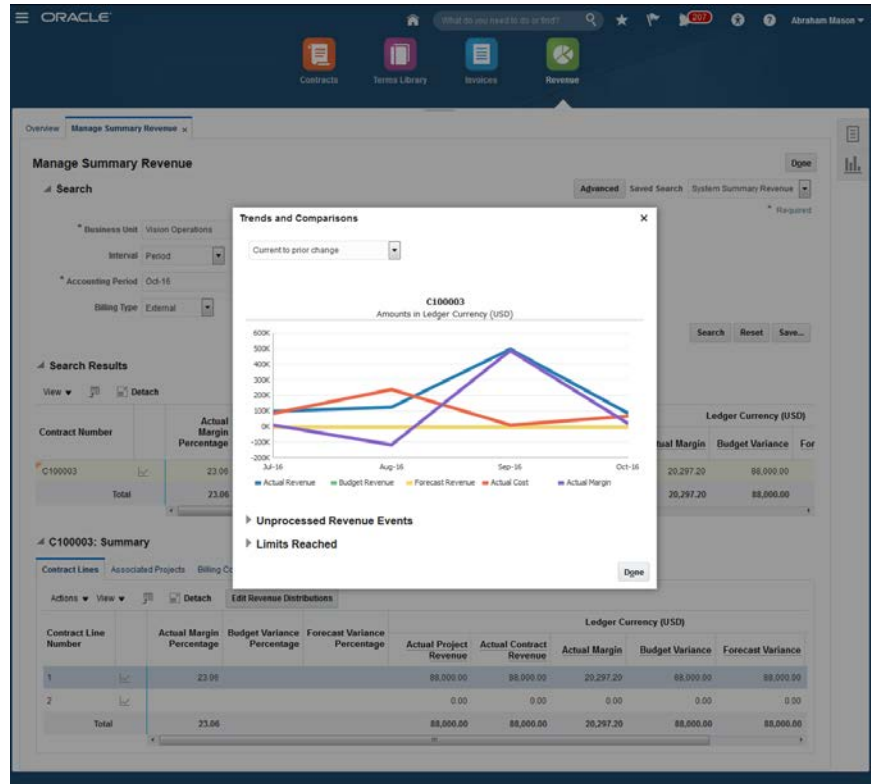 ORACLE
What do you need to do or find?
207
Abraham Mason
Contracts
Terms Library
Invoices
Revenue
Overview
Manage Summary Revenue x
Manage Summary Revenue
Done
Search
Advanced
Saved Search
System Summary Revenue
* Required
* Business Unit
Vision Operations
Interval
Period
* Accounting Period
Oct-16
Billing Type
External
Search
Reset
Save...
Search Results
View
Detach
Contract Number
Actual
Margin
Percentage
Ledger Currency (USD)
tual Margin
Budget Variance
For
C100003
23.06
20,297.20
88,000.00
Total
23.06
20,297.20
88,000.00
Trends and Comparisons
Current to prior change
C100003
Amounts in Ledger Currency (USD)
600K
500K
400K
300K
200K
100K
0K
-100K
-200K
Jul-16
Aug-16
Sep-16
Oct-16
Actual Revenue
Budget Revenue
Forecast Revenue
Actual Cost
Actual Margin
Unprocessed Revenue Events
Limits Reached
Done
C100003: Summary
Contract Lines
Associated Projects
Billing Co
Actions
View
Detach
Edit Revenue Distributions
Ledger Currency (USD)
Contract Line
Number
Actual Margin
Percentage
Budget Variance
Percentage
Forecast Variance
Percentage
Actual Project
Revenue
Actual Contract
Revenue
Actual Margin
Budget Variance
Forecast Variance
1
23.06
88,000.00
88,000.00
20,297.20
88,000.00
88,000.00
2
0.00
0.00
0.00
0.00
0.00
Total
23.06
88,000.00
88,000.00
20,297.20
88,000.00
88,000.00